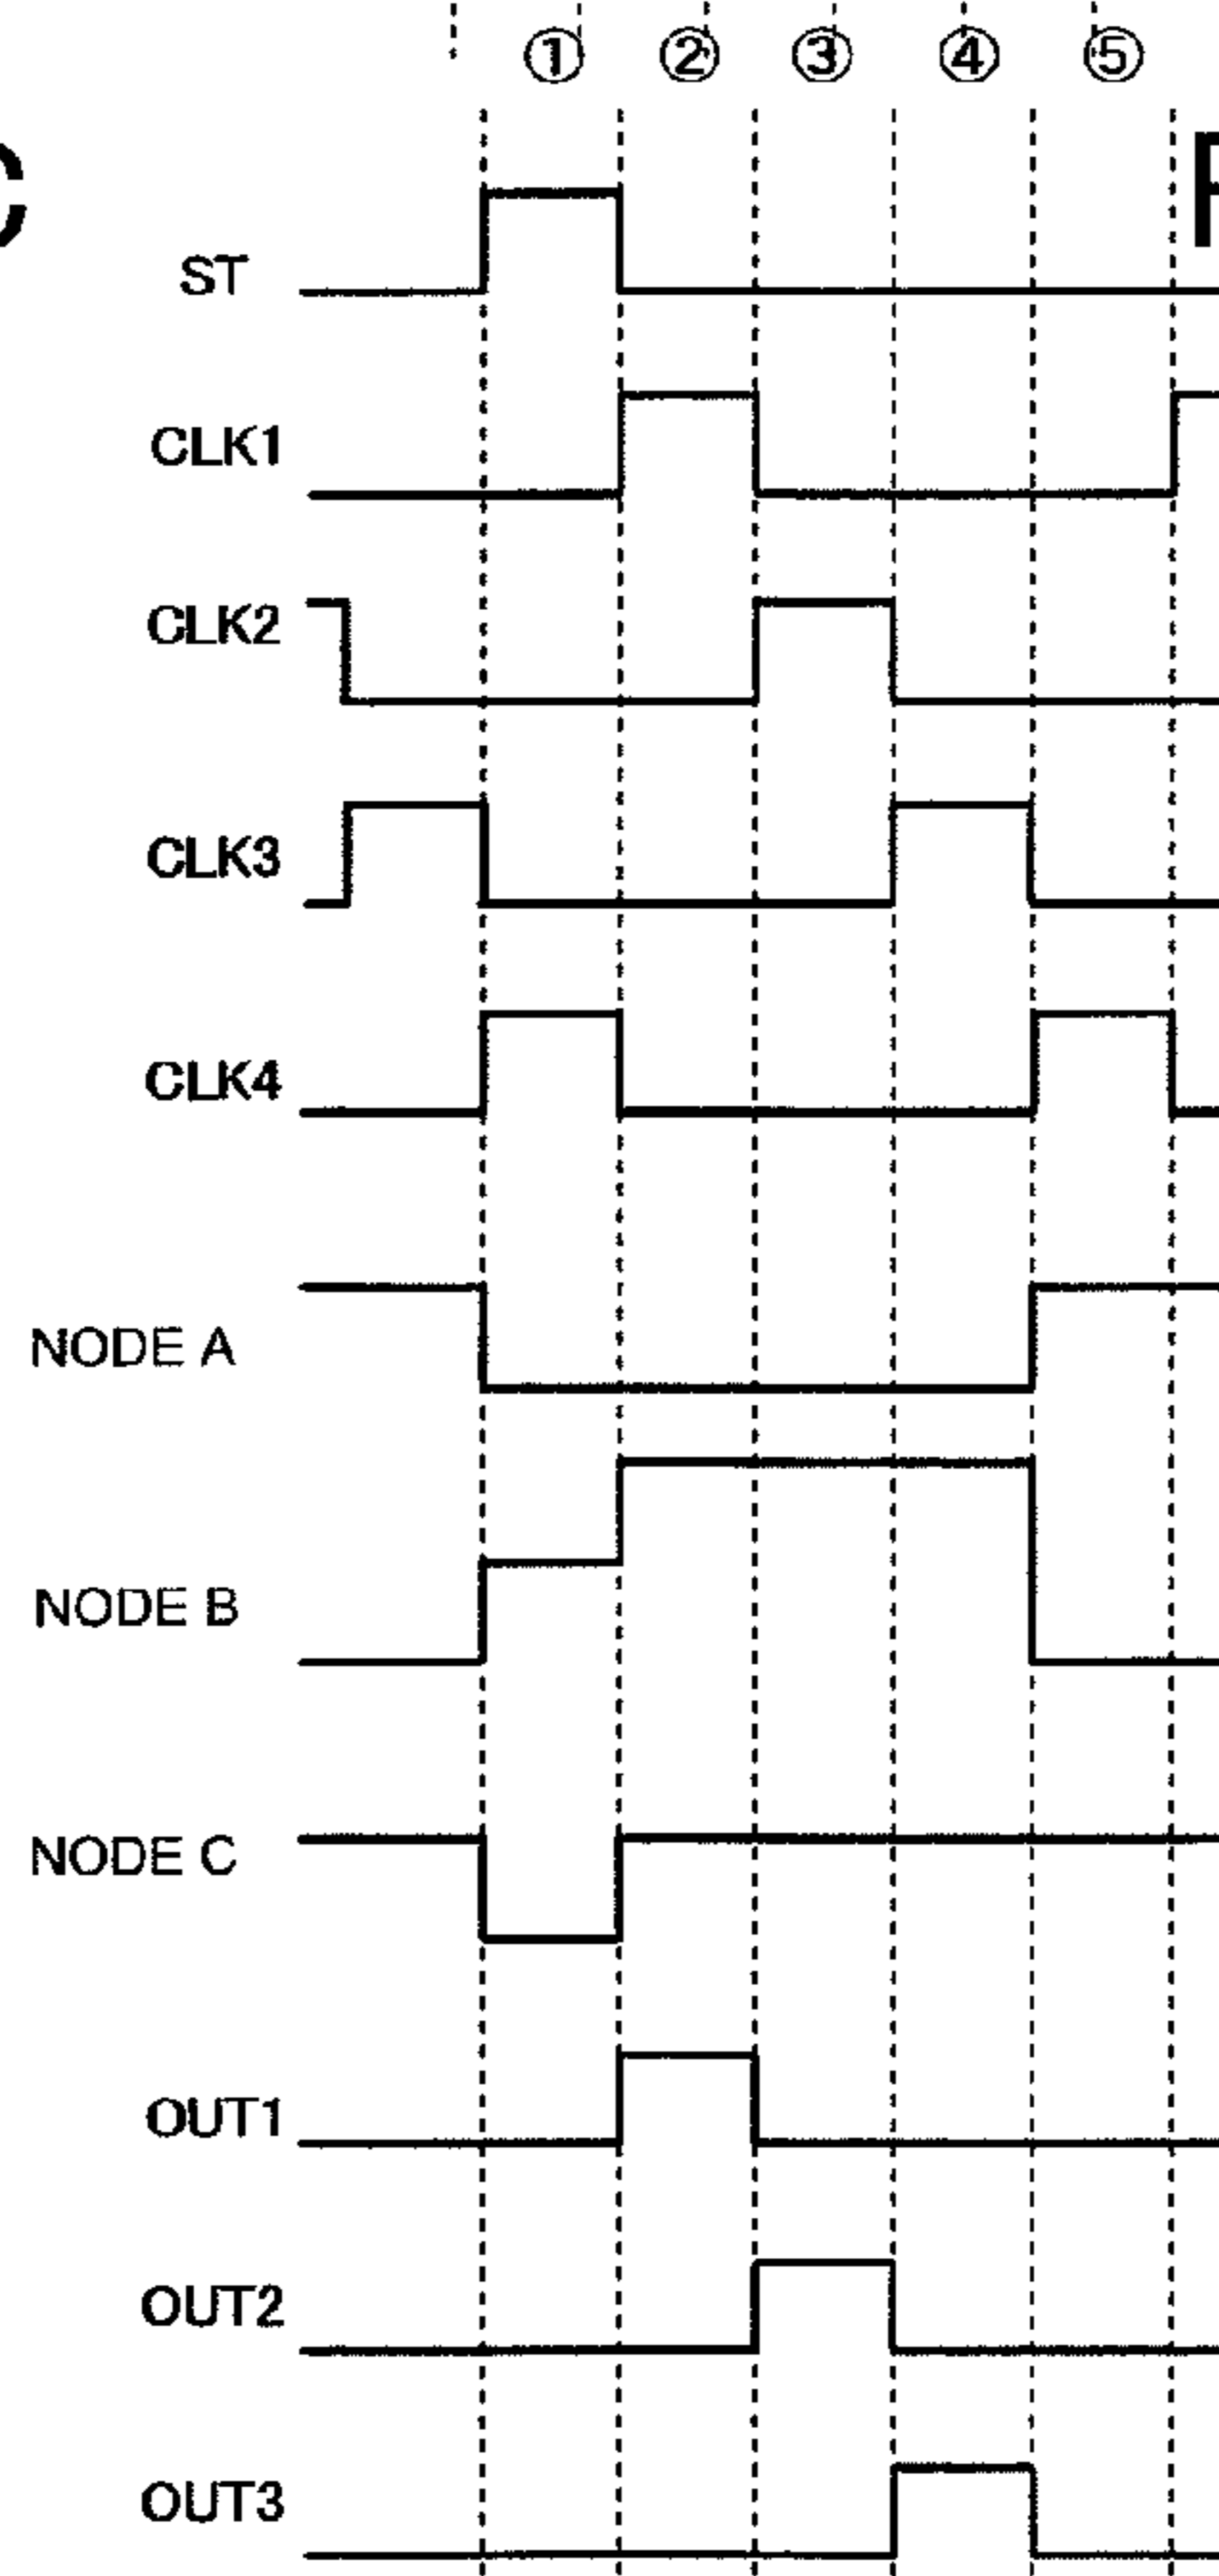 ① ② ③ ④ ⑤
C
ST
CLK1
CLK2
CLK3
CLK4
NODE A
NODE B
NODE C
OUT1
OUT2
OUT3